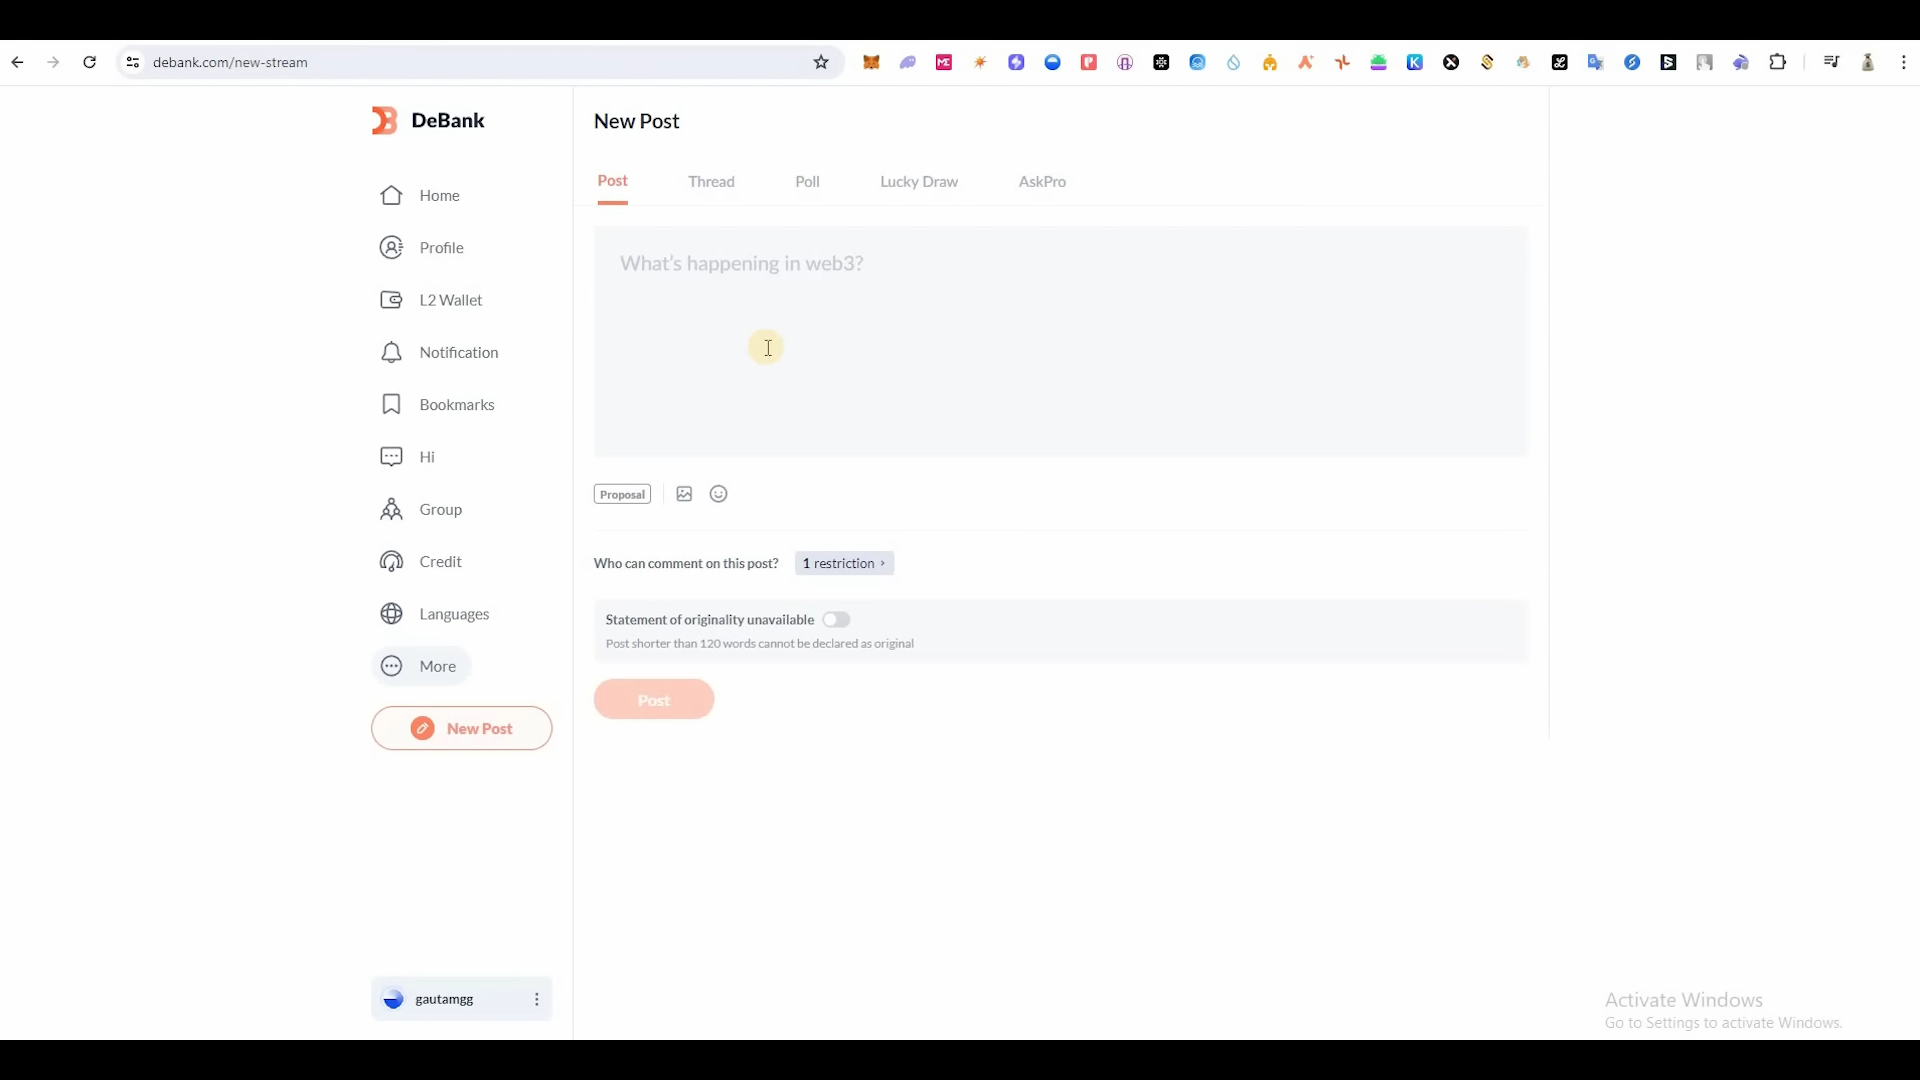 debank.com/new-stream
DeBank
New Post
Post
Thread
Poll
Lucky Draw
AskPro
Home
Profile
L2 Wallet
Notification
Bookmarks
Hi
Group
Credit
Languages
More
New Post
What's happening in web3?
Proposal
Who can comment on this post?
1 restriction ›
Statement of originality unavailable
Post shorter than 120 words cannot be declared as original
Post
gautamgg
Activate Windows
Go to Settings to activate Windows.